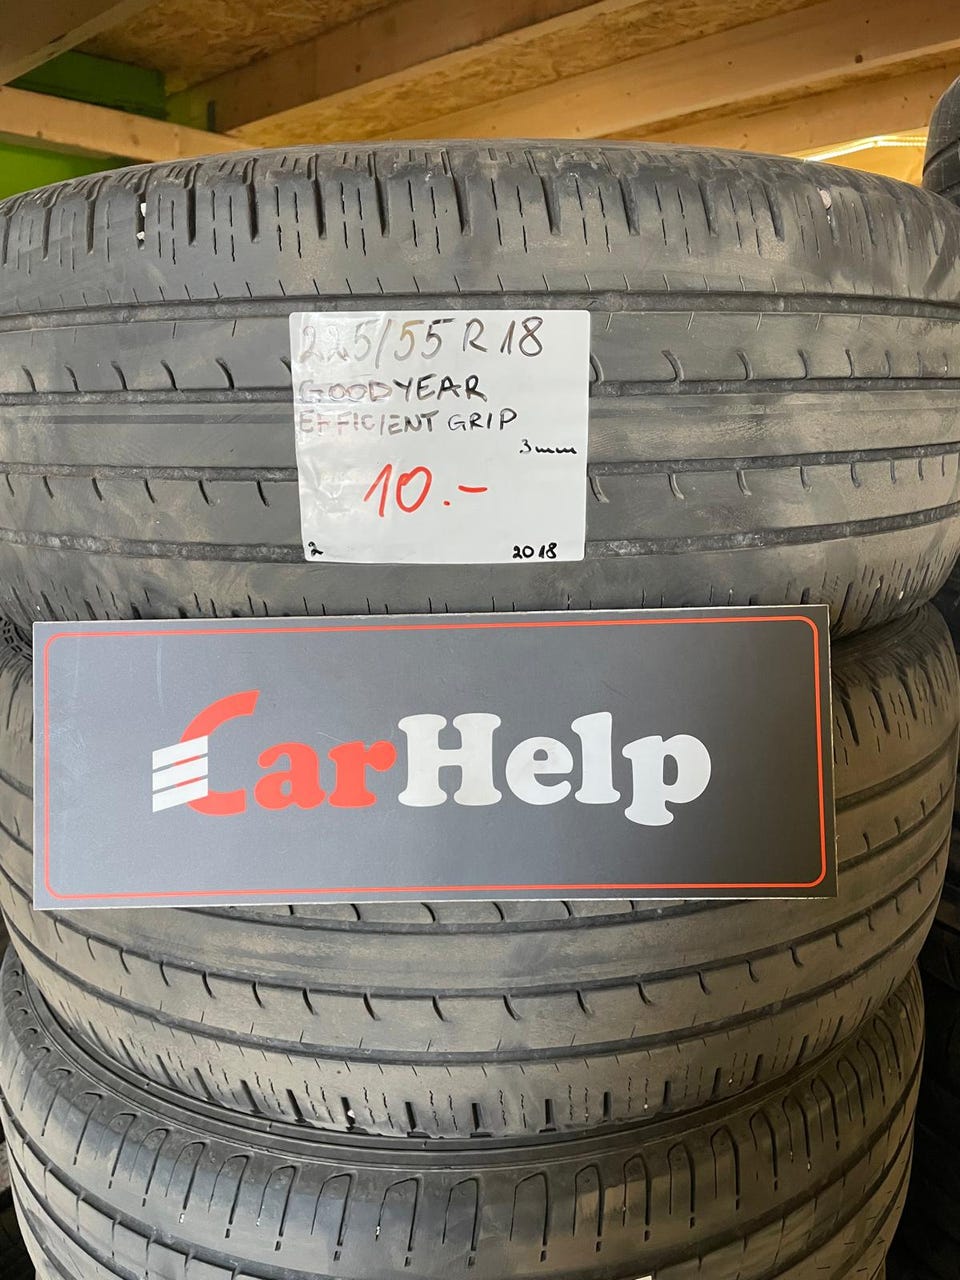 225/55 R 18
GOODYEAR
EFFICIENT GRIP
3mm
10.-
2 2018
CarHelp